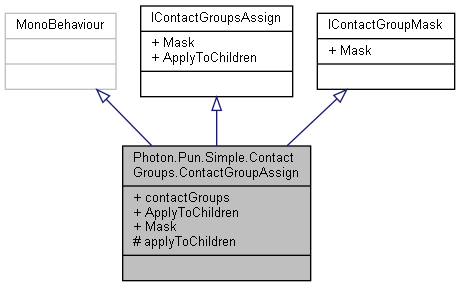 MonoBehaviour
IContactGroupsAssign
+ Mask
+ ApplyToChildren
IContactGroupMask
+ Mask
Photon.Pun.Simple.Contact
Groups.ContactGroupAssign
+ contactGroups
+ ApplyToChildren
+ Mask
# applyToChildren